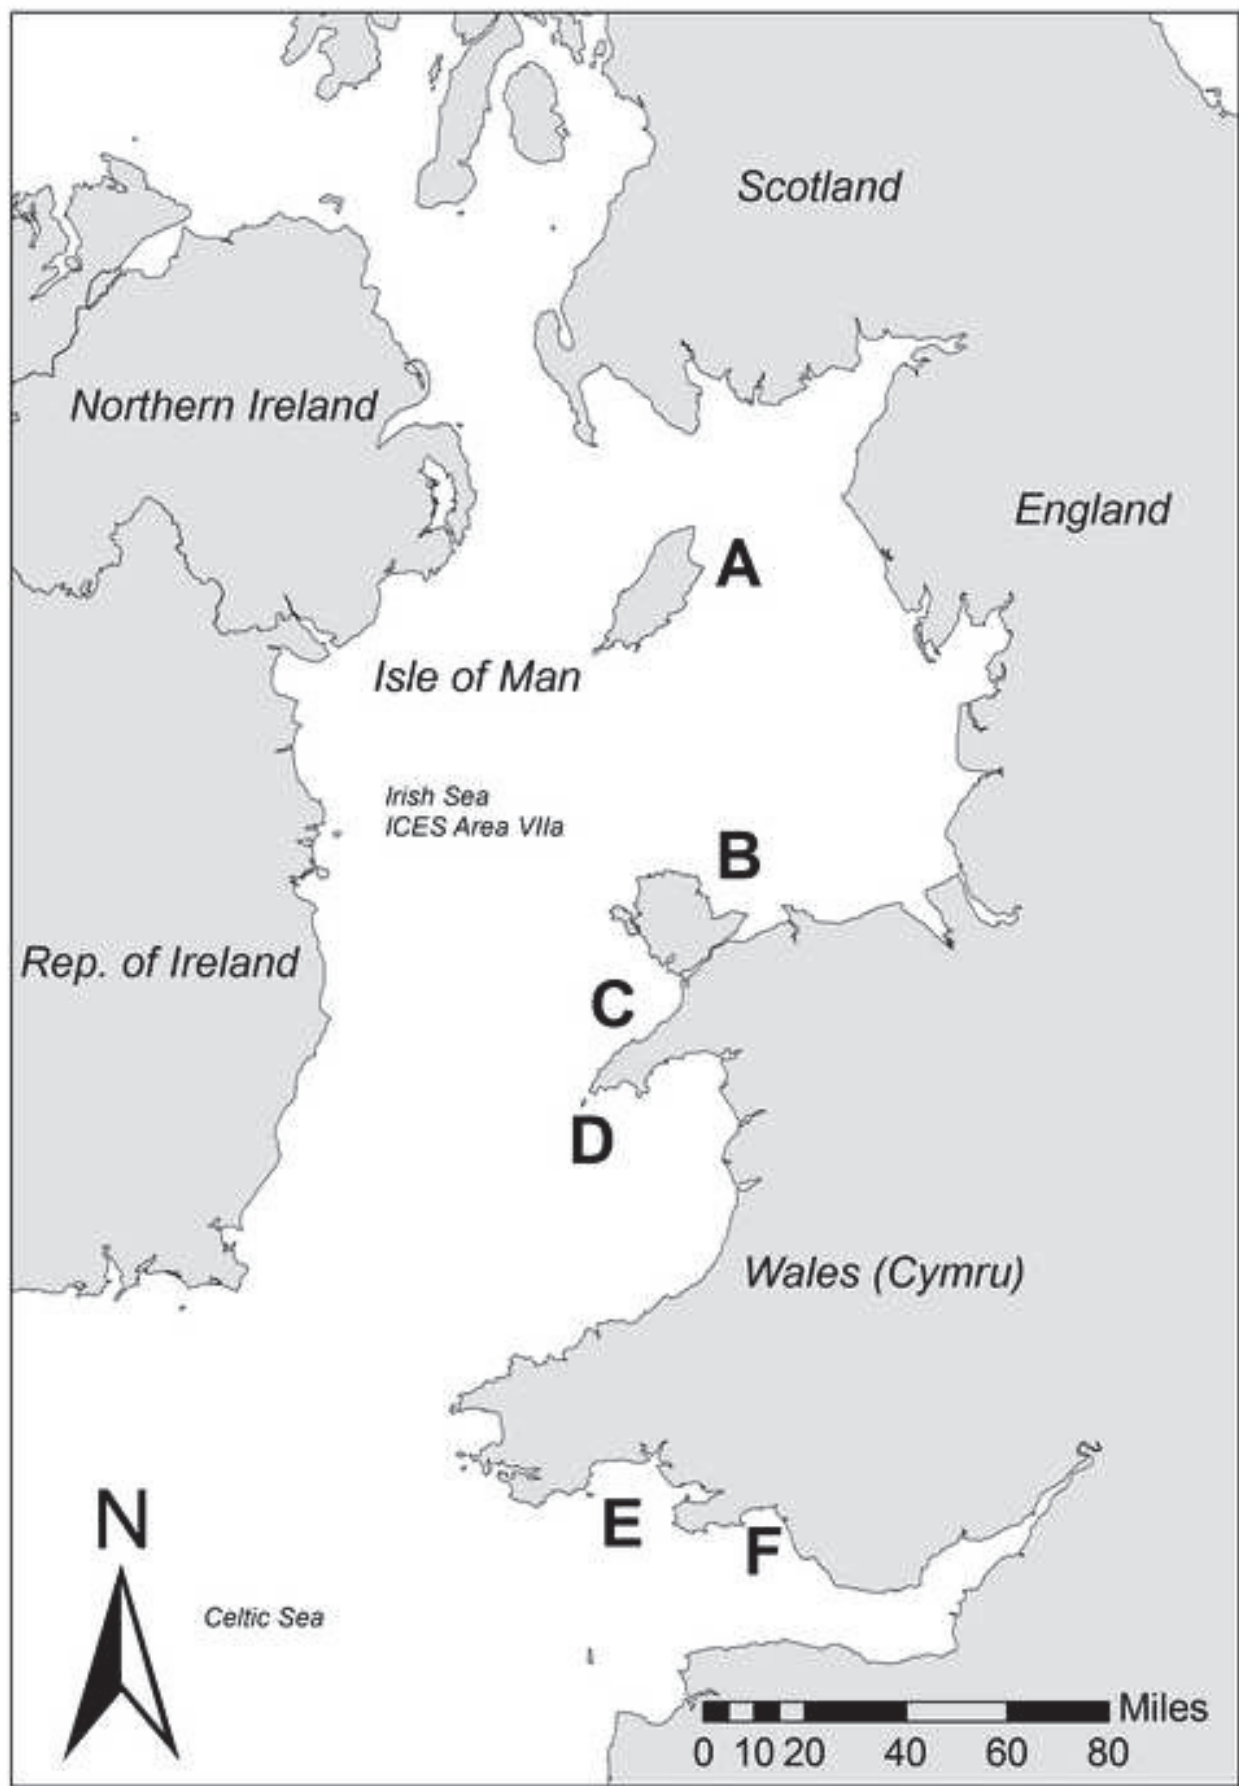 Scotland
Northern Ireland
England
A
Isle of Man
Irish Sea
ICES Area VIIa
B
Rep. of Ireland
C
D
Wales (Cymru)
N
E
F
Celtic Sea
Miles
0 10 20 40 60 80